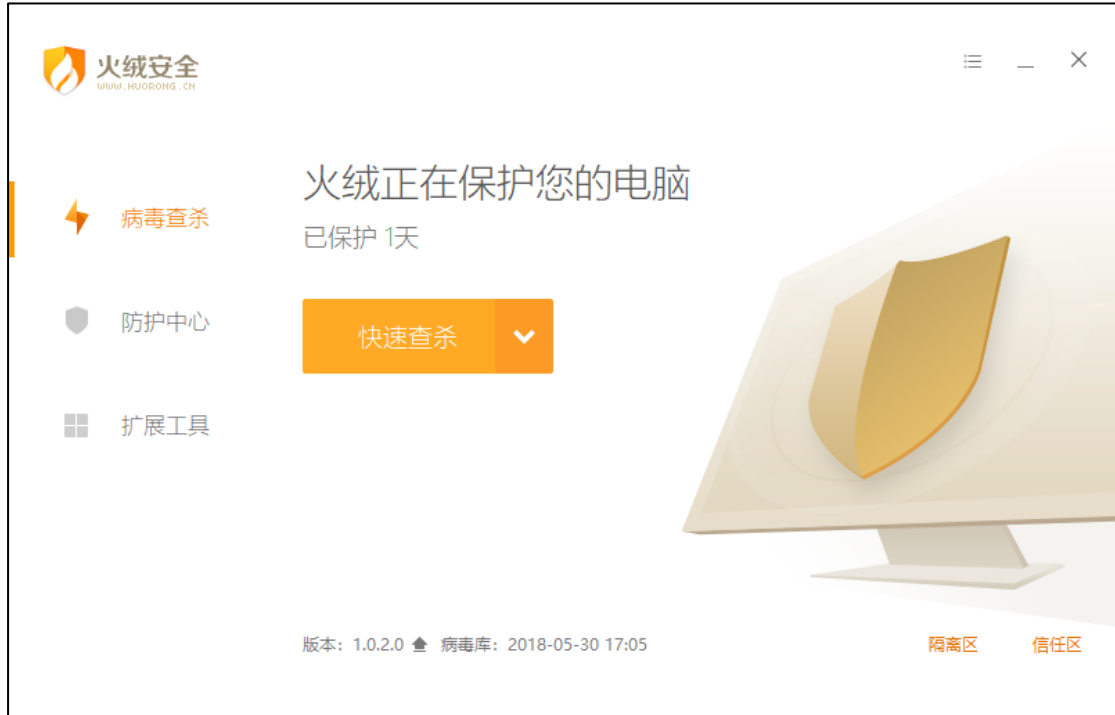 火绒安全
WWW.HUORONG.CN
火绒正在保护您的电脑
已保护 1天
病毒查杀
快速查杀
防护中心
扩展工具
版本：1.0.2.0 病毒库：2018-05-30 17:05
隔离区 信任区